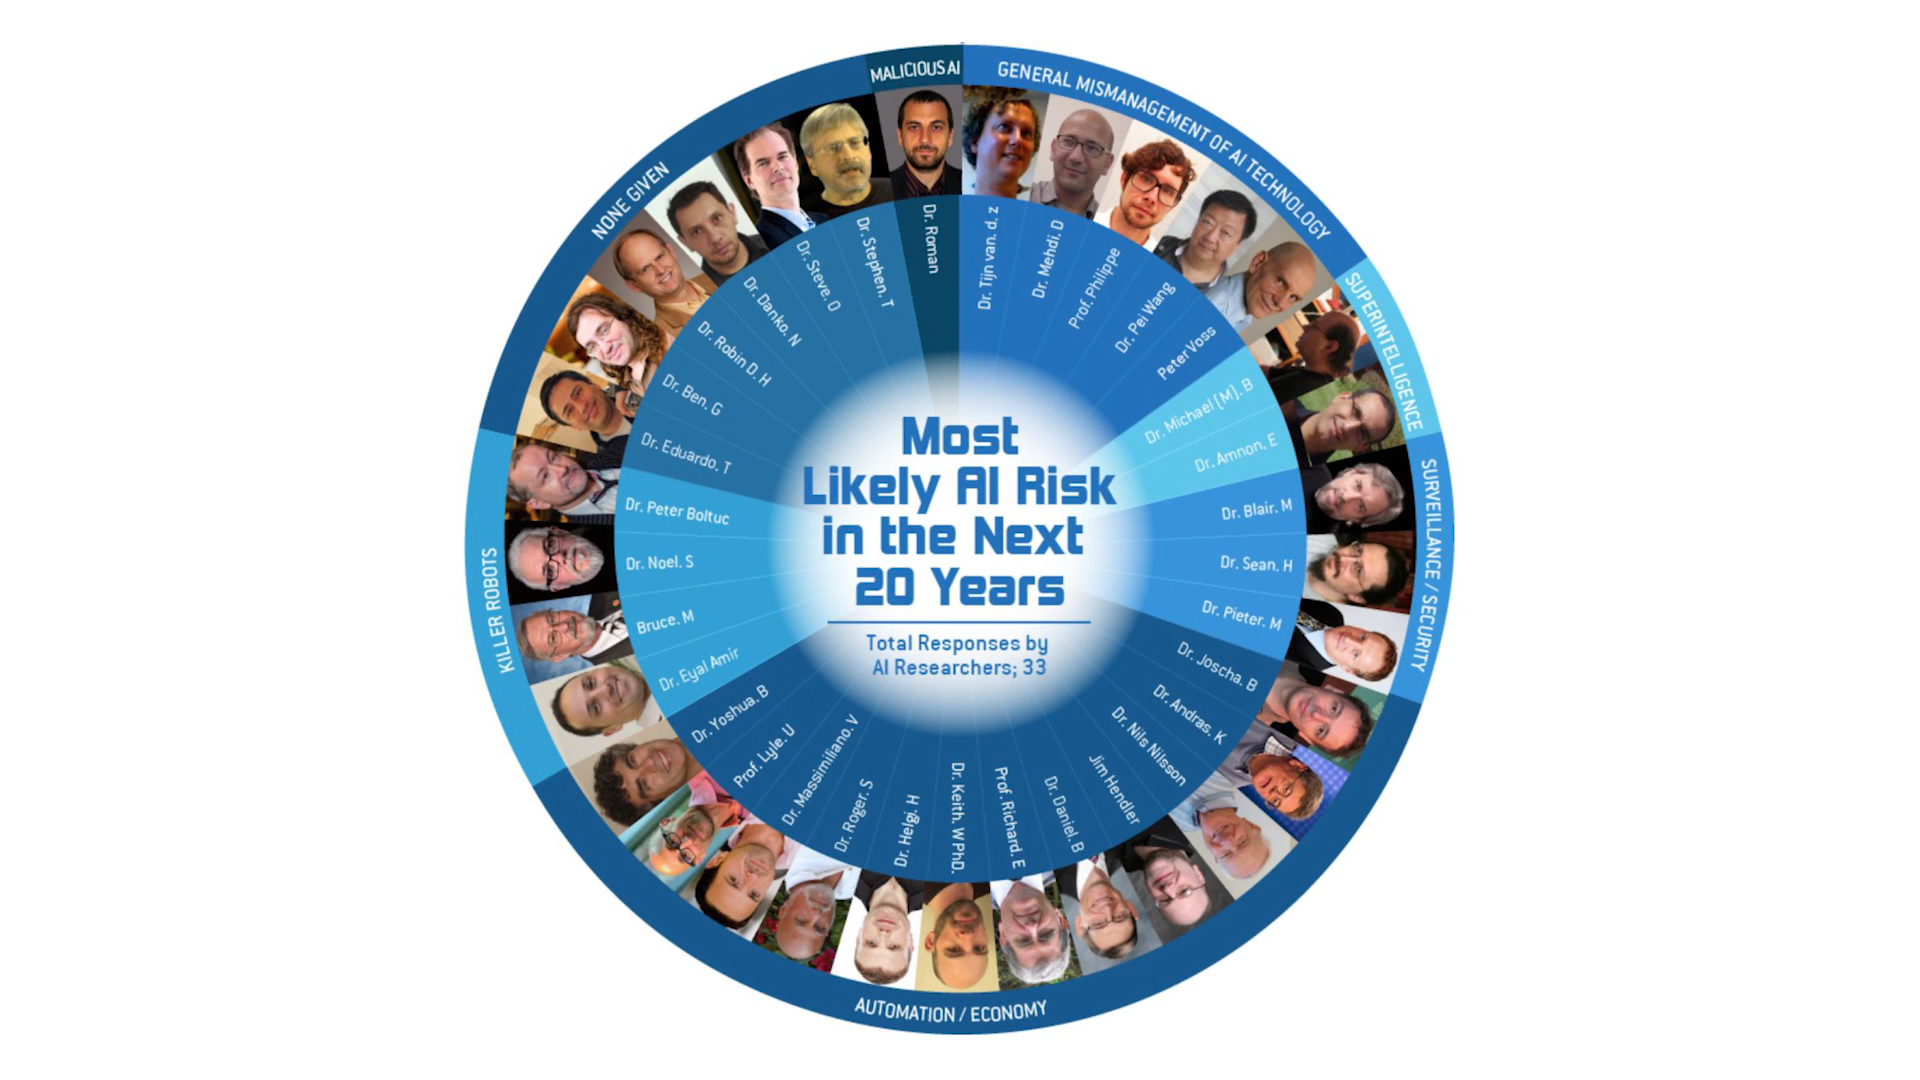 MALICIOUS AI
GENERAL MISMANAGEMENT OF AI TECHNOLOGY
SUPERINTELLIGENCE
SURVEILLANCE / SECURITY
AUTOMATION / ECONOMY
KILLER ROBOTS
NONE GIVEN
Dr. Roman
Dr. Tijn van. d. z
Dr. Mehdi. D
Prof. Philippe
Dr. Pei Wang
Peter Voss
Dr. Michael (M). B
Dr. Amnon. E
Dr. Blair. M
Dr. Sean. H
Dr. Pieter. M
Dr. Joscha. B
Dr. Andras. K
Dr. Nils Nilsson
Jim Hendler
Dr. Daniel. B
Prof. Richard. E
Dr. Keith. W PhD.
Dr. Helgi. H
Dr. Roger. S
Dr. Massimiliano. V
Prof. Lyle. U
Dr. Yoshua. B
Dr. Eyal Amir
Bruce. M
Dr. Noel. S
Dr. Peter Boltuc
Dr. Eduardo. T
Dr. Ben. G
Dr. Robin D. H
Dr. Danko. N
Dr. Steve. O
Dr. Stephen. T
Most
Likely AI Risk
in the Next
20 Years
Total Responses by
AI Researchers; 33